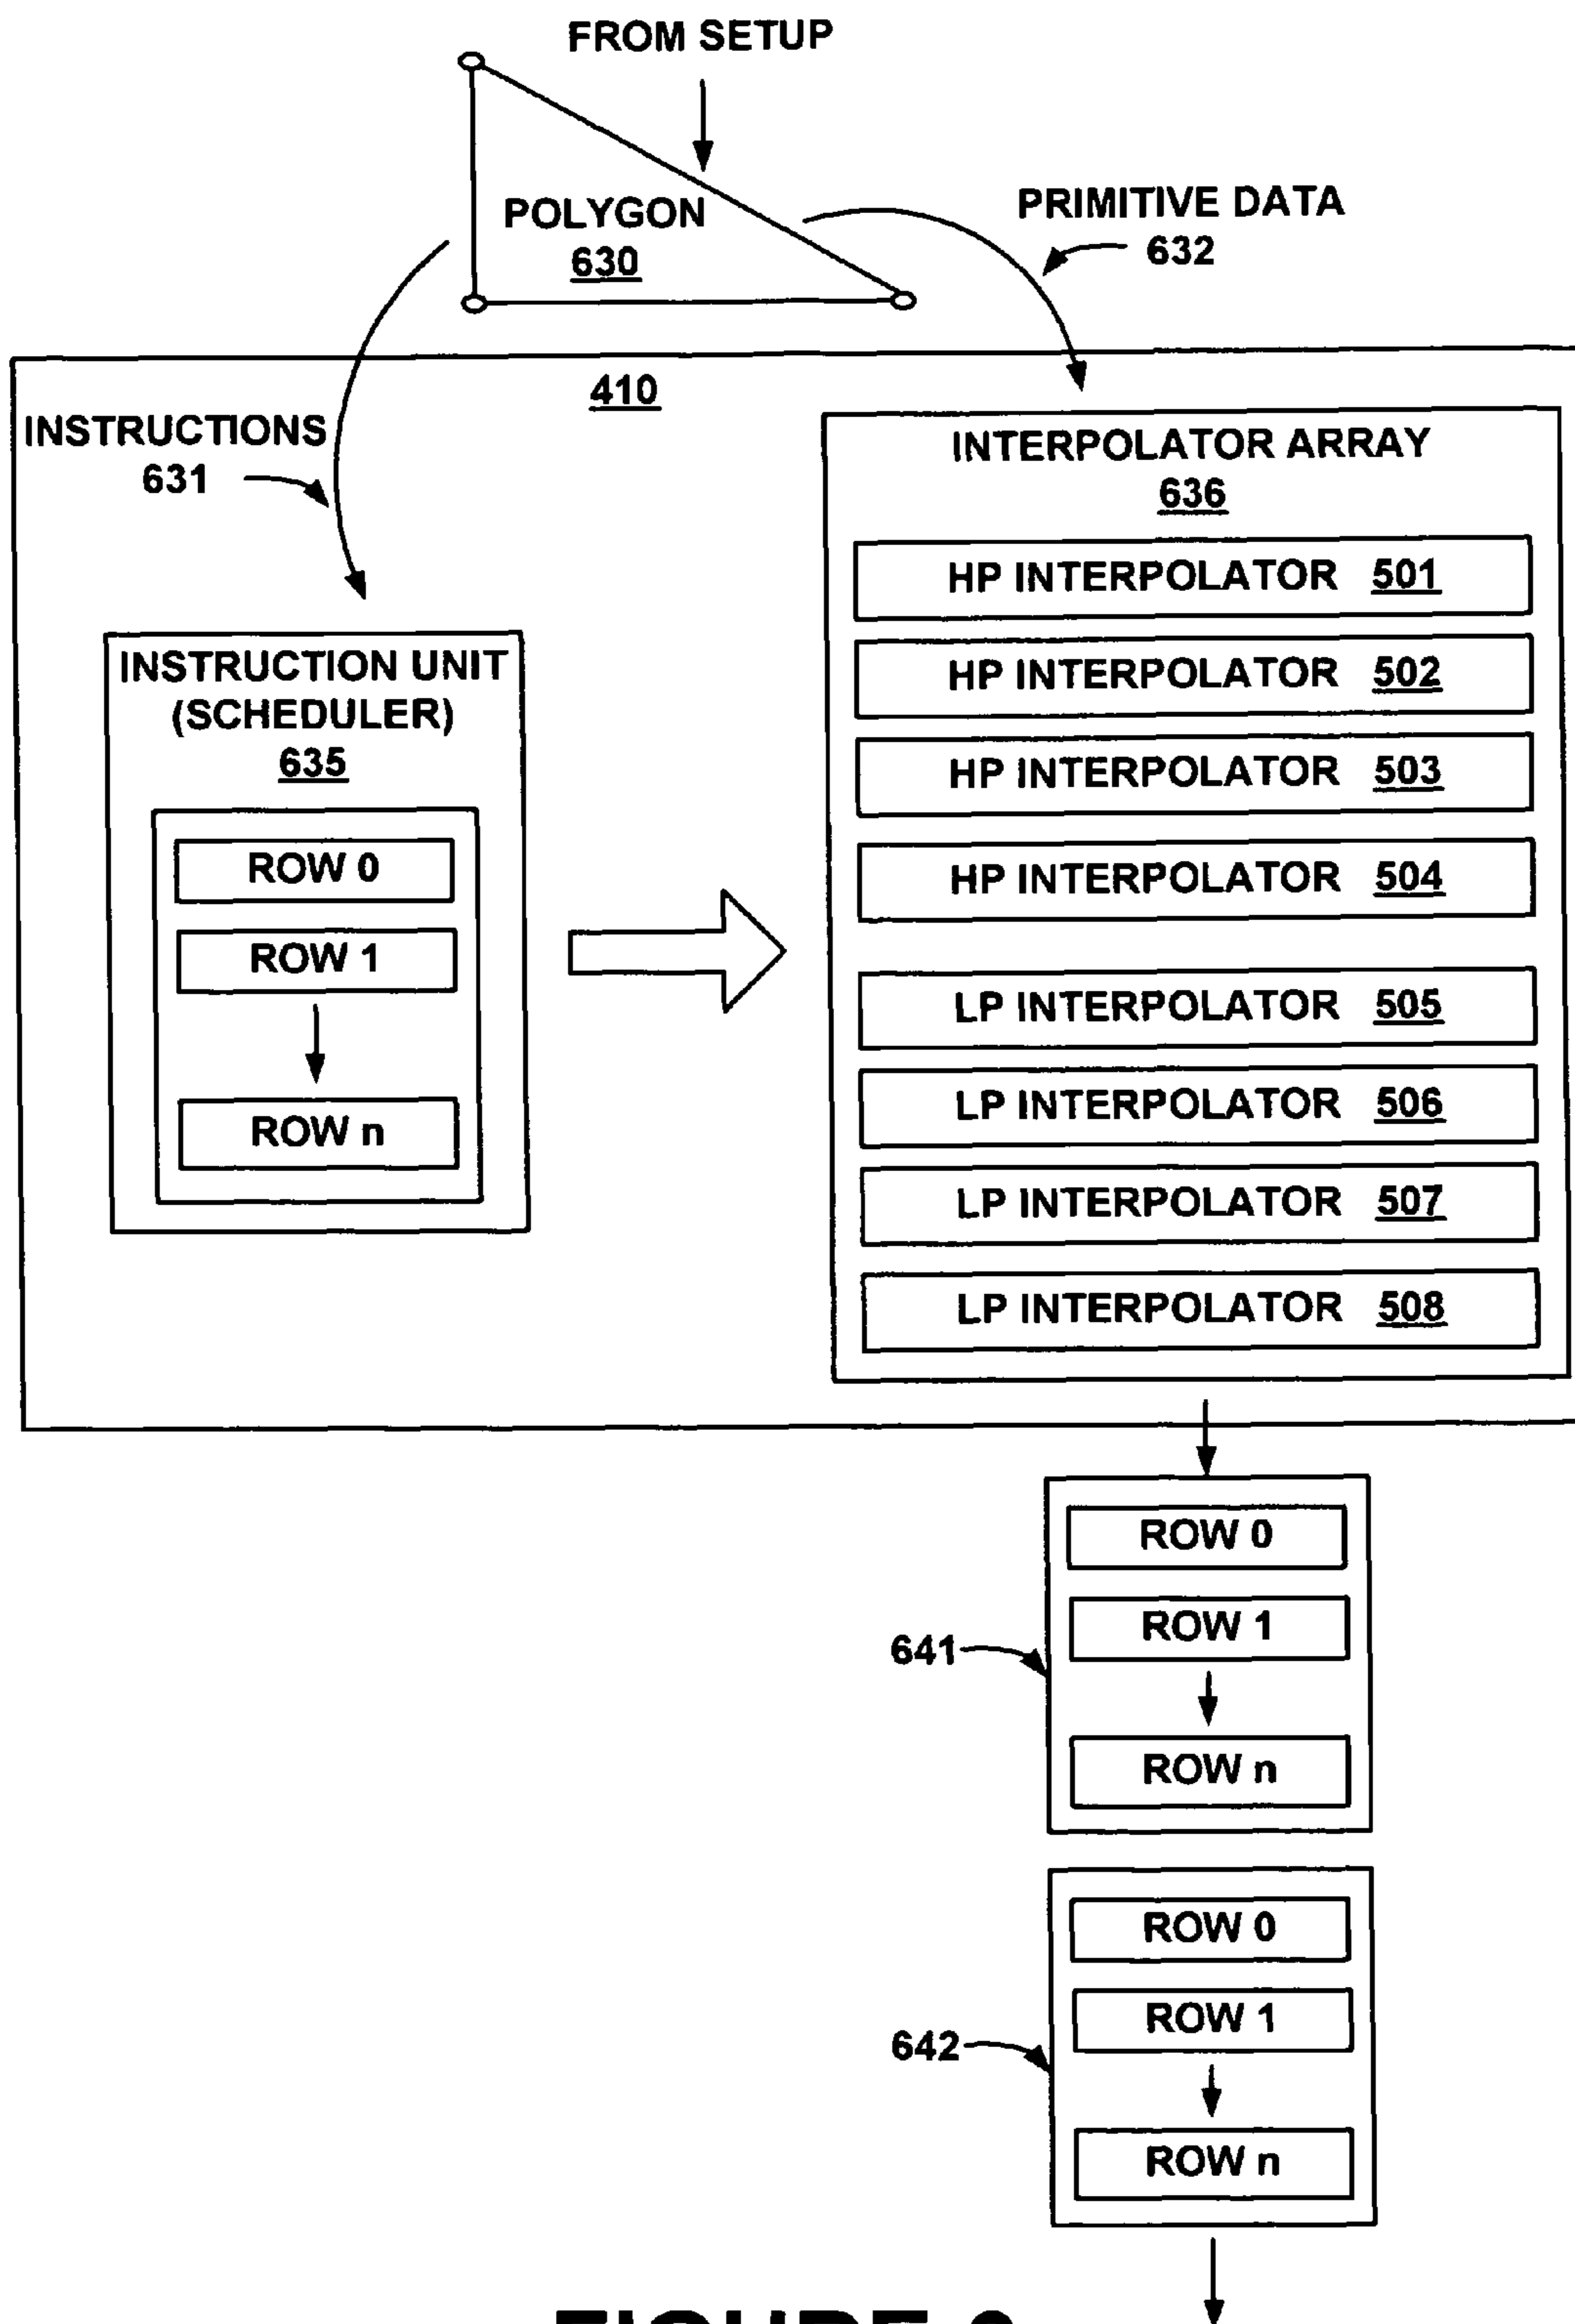 FROM SETUP
POLYGON
630
PRIMITIVE DATA
632
410
INSTRUCTIONS
631
INTERPOLATOR ARRAY
636
HP INTERPOLATOR 501
HP INTERPOLATOR 502
HP INTERPOLATOR 503
HP INTERPOLATOR 504
LP INTERPOLATOR 505
LP INTERPOLATOR 506
LP INTERPOLATOR 507
LP INTERPOLATOR 508
INSTRUCTION UNIT
(SCHEDULER)
635
ROW 0
ROW 1
ROW n
641
ROW 0
ROW 1
ROW n
642
ROW 0
ROW 1
ROW n
FIGURE